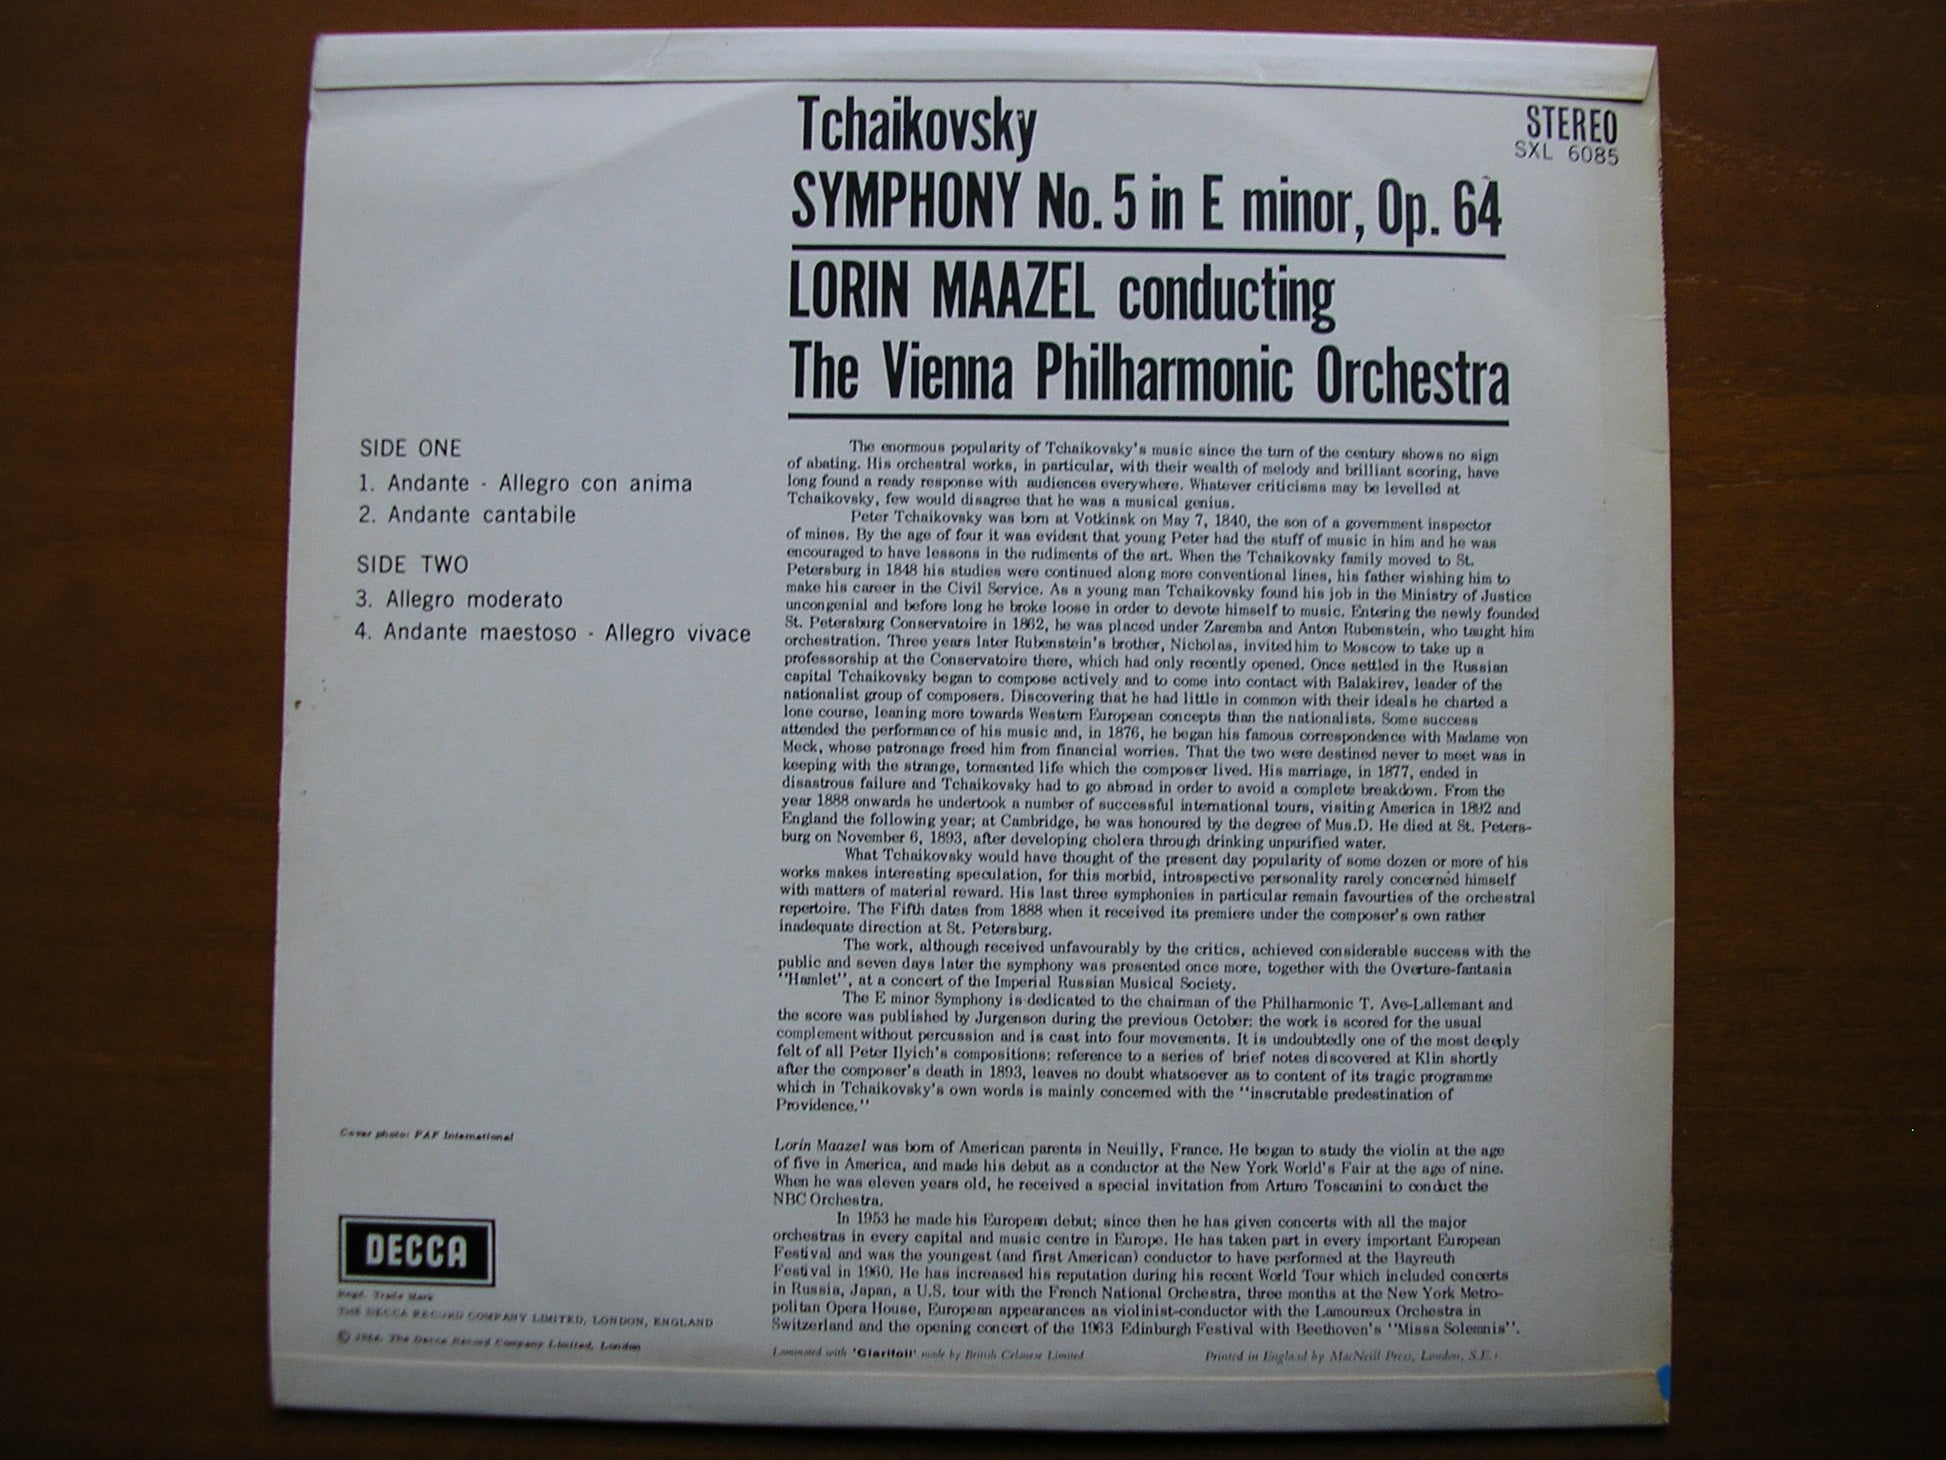 Tchaikovsky
SYMPHONY No. 5 in E minor, Op. 64
STEREO
SXL 6085
LORIN MAAZEL conducting
The Vienna Philharmonic Orchestra
SIDE ONE
1. Andante - Allegro con anima
2. Andante cantabile
SIDE TWO
3. Allegro moderato
4. Andante maestoso - Allegro vivace
The enormous popularity of Tchaikovsky's music since the turn of the century shows no sign
of abating. His orchestral works, in particular, with their wealth of melody and brilliant scoring, have
long found a ready response with audiences everywhere. Whatever criticisms may be levelled at
Tchaikovsky, few would disagree that he was a musical genius.
Peter Tchaikovsky was born at Votkinsk on May 7, 1840, the son of a government inspector
of mines. By the age of four it was evident that young Peter had the stuff of music in him and he was
encouraged to have lessons in the rudiments of the art. When the Tchaikovsky family moved to St.
Petersburg in 1848 his studies were continued along more conventional lines, his father wishing him to
make his career in the Civil Service. As a young man Tchaikovsky found his job in the Ministry of Justice
uncongenial and before long he broke loose in order to devote himself to music. Entering the newly founded
St. Petersburg Conservatoire in 1862, he was placed under Zaremba and Anton Rubenstein, who taught him
orchestration. Three years later Rubenstein's brother, Nicholas, invited him to Moscow to take up a
professorship at the Conservatoire there, which had only recently opened. Once settled in the Russian
capital Tchaikovsky began to compose actively and to come into contact with Balakirev, leader of the
nationalist group of composers. Discovering that he had little in common with their ideals he charted a
lone course, leaning more towards Western European concepts than the nationalists. Some success
attended the performance of his music and, in 1876, he began his famous correspondence with Madame von
Meck, whose patronage freed him from financial worries. That the two were destined never to meet was in
keeping with the strange, tormented life which the composer lived. His marriage, in 1877, ended in
disastrous failure and Tchaikovsky had to go abroad in order to avoid a complete breakdown. From the
year 1888 onwards he undertook a number of successful international tours, visiting America in 1892 and
England the following year; at Cambridge, he was honoured by the degree of Mus.D. He died at St. Peters-
burg on November 6, 1893, after developing cholera through drinking unpurified water.
What Tchaikovsky would have thought of the present day popularity of some dozen or more of his
works makes interesting speculation, for this morbid, introspective personality rarely concerned himself
with matters of material reward. His last three symphonies in particular remain favourties of the orchestral
repertoire. The Fifth dates from 1888 when it received its premiere under the composer's own rather
inadequate direction at St. Petersburg.
The work, although received unfavourably by the critics, achieved considerable success with the
public and seven days later the symphony was presented once more, together with the Overture-fantasia
"Hamlet", at a concert of the Imperial Russian Musical Society.
The E minor Symphony is dedicated to the chairman of the Philharmonic T. Ave-Lallemant and
the score was published by Jurgenson during the previous October: the work is scored for the usual
complement without percussion and is cast into four movements. It is undoubtedly one of the most deeply
felt of all Peter Ilyich's compositions: reference to a series of brief notes discovered at Klin shortly
after the composer's death in 1893, leaves no doubt whatsoever as to content of its tragic programme
which in Tchaikovsky's own words is mainly concerned with the "inscrutable predestination of
Providence."
Cover photo: PAF International
Lorin Maazel was born of American parents in Neuilly, France. He began to study the violin at the age
of five in America, and made his debut as a conductor at the New York World's Fair at the age of nine.
When he was eleven years old, he received a special invitation from Arturo Toscanini to conduct the
NBC Orchestra.
In 1953 he made his European debut; since then he has given concerts with all the major
orchestras in every capital and music centre in Europe. He has taken part in every important European
Festival and was the youngest (and first American) conductor to have performed at the Bayreuth
Festival in 1960. He has increased his reputation during his recent World Tour which included concerts
in Russia, Japan, a U.S. tour with the French National Orchestra, three months at the New York Metro-
politan Opera House, European appearances as violinist-conductor with the Lamoureux Orchestra in
Switzerland and the opening concert of the 1963 Edinburgh Festival with Beethoven's "Missa Solemnis".
DECCA
Regd. Trade Mark
THE DECCA RECORD COMPANY LIMITED, LONDON, ENGLAND
© 1964, The Decca Record Company Limited, London
Laminated with 'Clarifoil' made by British Celanese Limited
Printed in England by MacNeill Press, London, S.E.1